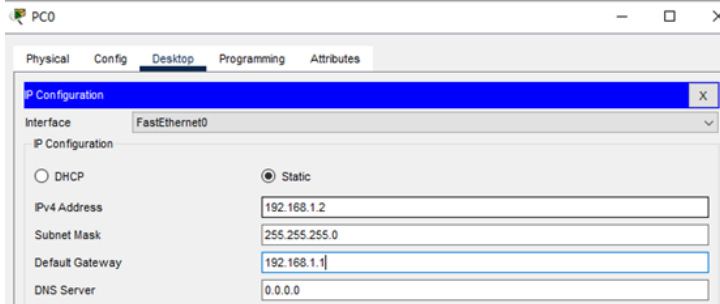 PC0
Physical Config Desktop Programming Attributes
IP Configuration
X
Interface FastEthernet0
IP Configuration
DHCP Static
IPv4 Address 192.168.1.2
Subnet Mask 255.255.255.0
Default Gateway 192.168.1.1
DNS Server 0.0.0.0